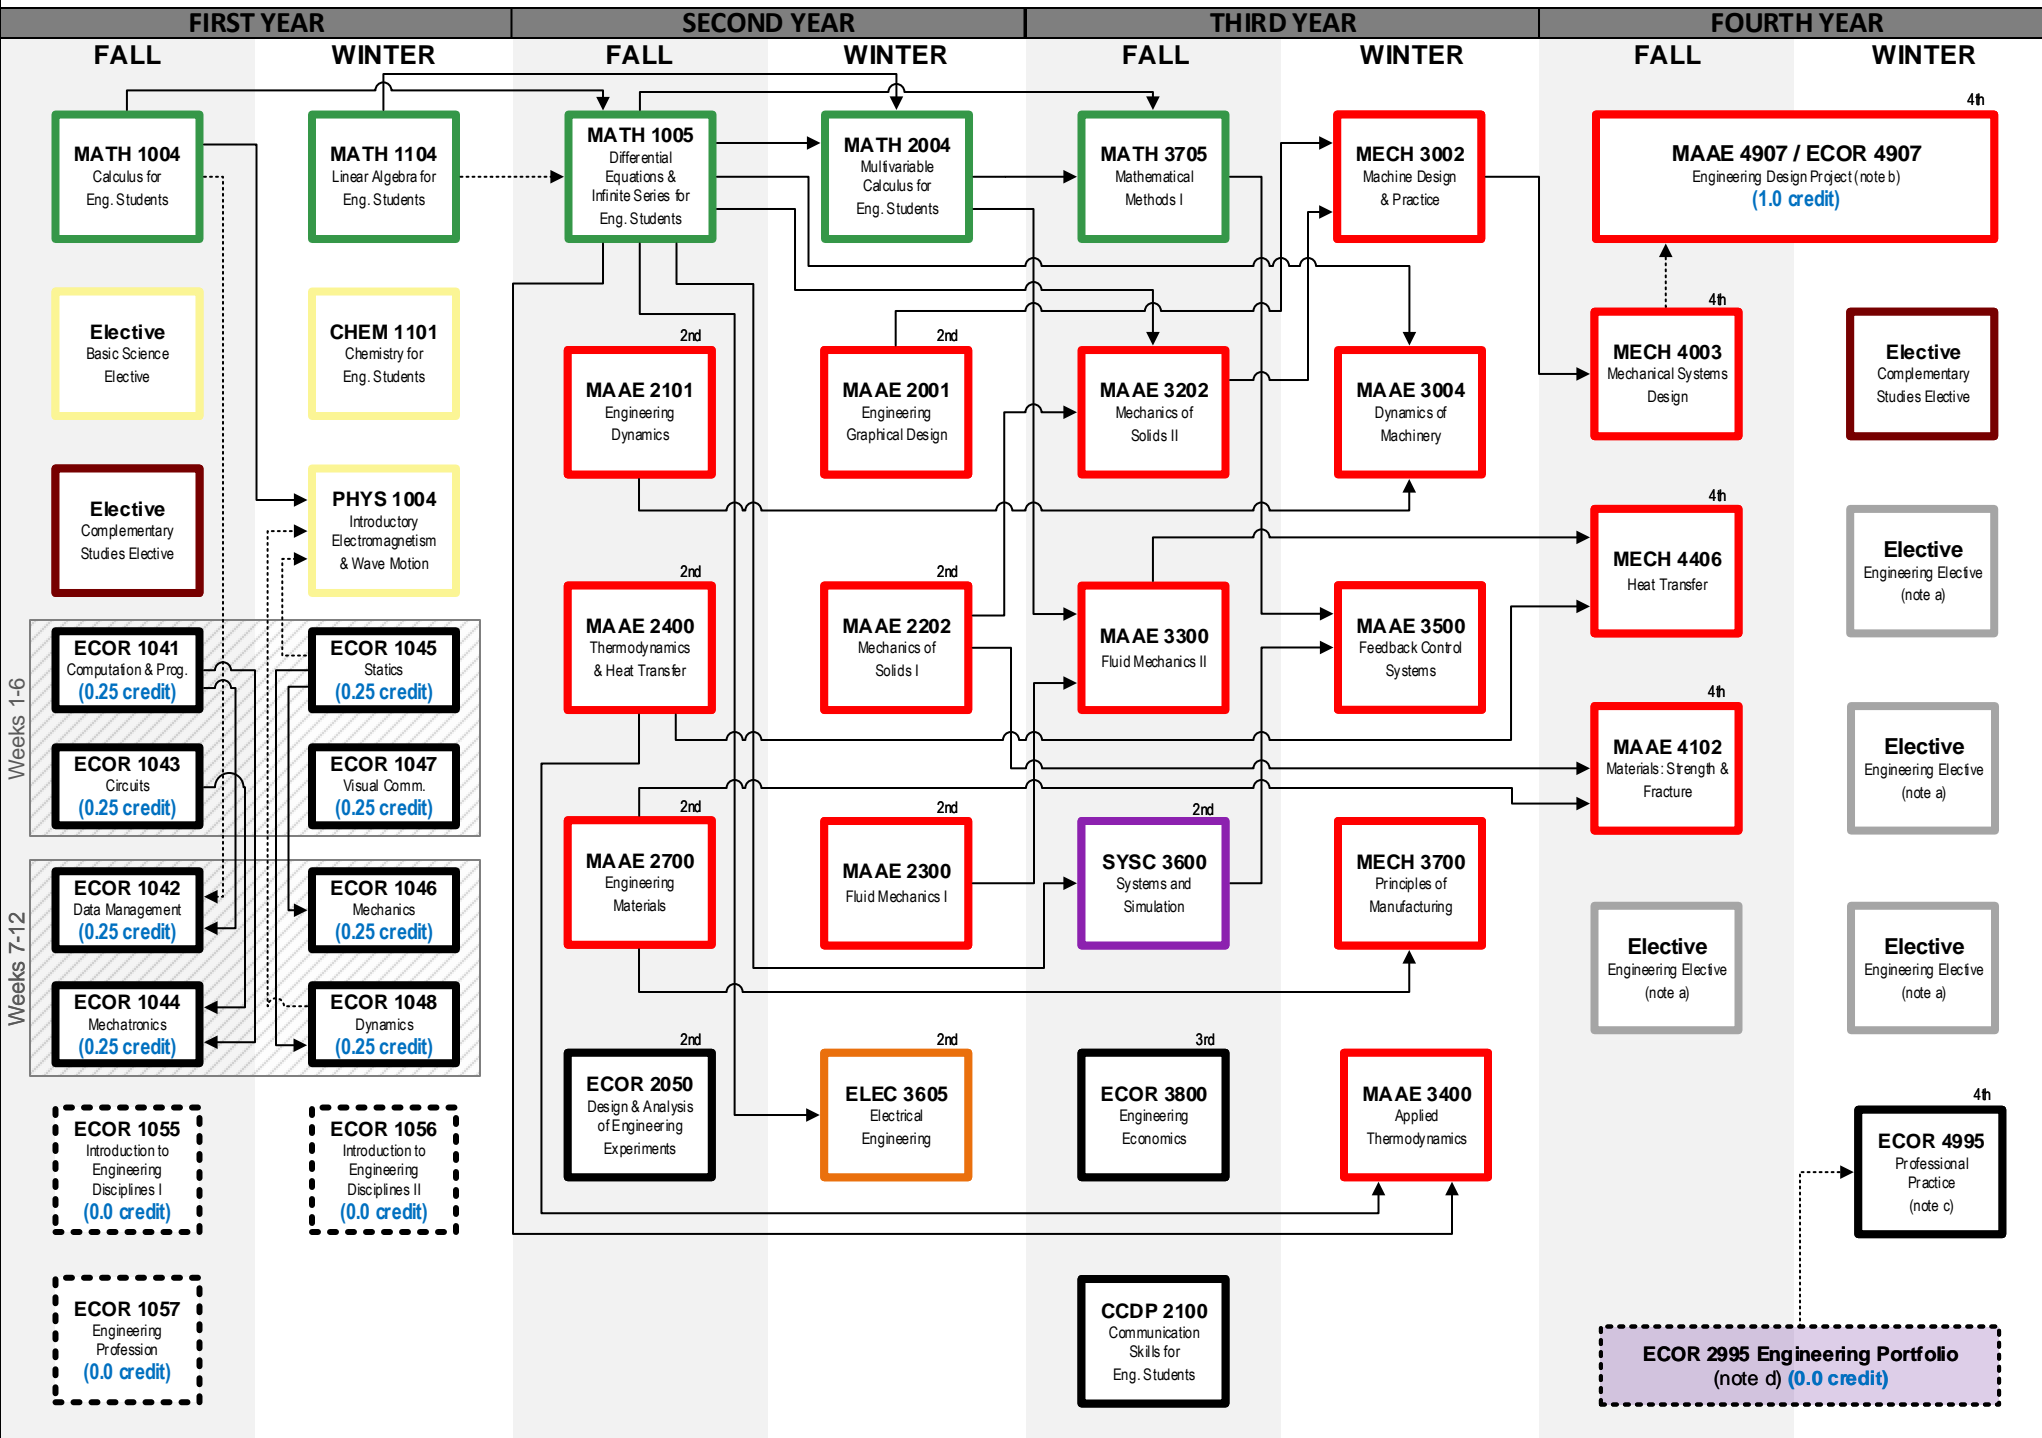 FIRST YEAR
SECOND YEAR
THIRD YEAR
FOURTH YEAR
FALL
WINTER
FALL
WINTER
FALL
WINTER
FALL
WINTER
MATH 1004
Calculus for
Eng. Students
Elective
Basic Science
Elective
Elective
Complementary
Studies Elective
Weeks 1-6
ECOR 1041
Computation & Prog.
(0.25 credit)
ECOR 1043
Circuits
(0.25 credit)
Weeks 7-12
ECOR 1042
Data Management
(0.25 credit)
ECOR 1044
Mechatronics
(0.25 credit)
ECOR 1055
Introduction to
Engineering
Disciplines I
(0.0 credit)
ECOR 1057
Engineering
Profession
(0.0 credit)
MATH 1104
Linear Algebra for
Eng. Students
CHEM 1101
Chemistry for
Eng. Students
PHYS 1004
Introductory
Electromagnetism
& Wave Motion
ECOR 1045
Statics
(0.25 credit)
ECOR 1047
Visual Comm.
(0.25 credit)
ECOR 1046
Mechanics
(0.25 credit)
ECOR 1048
Dynamics
(0.25 credit)
ECOR 1056
Introduction to
Engineering
Disciplines II
(0.0 credit)
MATH 1005
Differential
Equations &
Infinite Series for
Eng. Students
2nd
MAAE 2101
Engineering
Dynamics
2nd
MAAE 2400
Thermodynamics
& Heat Transfer
2nd
MAAE 2700
Engineering
Materials
2nd
ECOR 2050
Design & Analysis
of Engineering
Experiments
MATH 2004
Multivariable
Calculus for
Eng. Students
2nd
MAAE 2001
Engineering
Graphical Design
2nd
MAAE 2202
Mechanics of
Solids I
2nd
MAAE 2300
Fluid Mechanics I
2nd
ELEC 3605
Electrical
Engineering
MATH 3705
Mathematical
Methods I
MAAE 3202
Mechanics of
Solids II
MAAE 3300
Fluid Mechanics II
2nd
SYSC 3600
Systems and
Simulation
3rd
ECOR 3800
Engineering
Economics
CCDP 2100
Communication
Skills for
Eng. Students
MECH 3002
Machine Design
& Practice
MAAE 3004
Dynamics of
Machinery
MAAE 3500
Feedback Control
Systems
MECH 3700
Principles of
Manufacturing
MAAE 3400
Applied
Thermodynamics
4th
MAAE 4907 / ECOR 4907
Engineering Design Project (note b)
(1.0 credit)
4th
MECH 4003
Mechanical Systems
Design
4th
MECH 4406
Heat Transfer
4th
MAAE 4102
Materials: Strength &
Fracture
Elective
Engineering Elective
(note a)
Elective
Complementary
Studies Elective
Elective
Engineering Elective
(note a)
Elective
Engineering Elective
(note a)
Elective
Engineering Elective
(note a)
4th
ECOR 4995
Professional
Practice
(note c)
ECOR 2995 Engineering Portfolio
(note d) (0.0 credit)